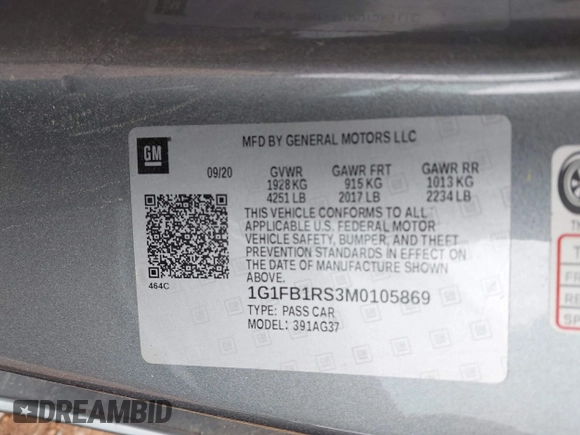 MFD BY GENERAL MOTORS LLC
GM
09/20 GVWR GAWR FRT GAWR RR
1928 KG 915 KG 1013 KG
4251 LB 2017 LB 2234 LB
THIS VEHICLE CONFORMS TO ALL
APPLICABLE U.S. FEDERAL MOTOR
VEHICLE SAFETY, BUMPER, AND THEFT
PREVENTION STANDARDS IN EFFECT ON
THE DATE OF MANUFACTURE SHOWN
ABOVE.
464C
1G1FB1RS3M0105869
TYPE: PASS CAR
MODEL: 391AG37
DREAMBID